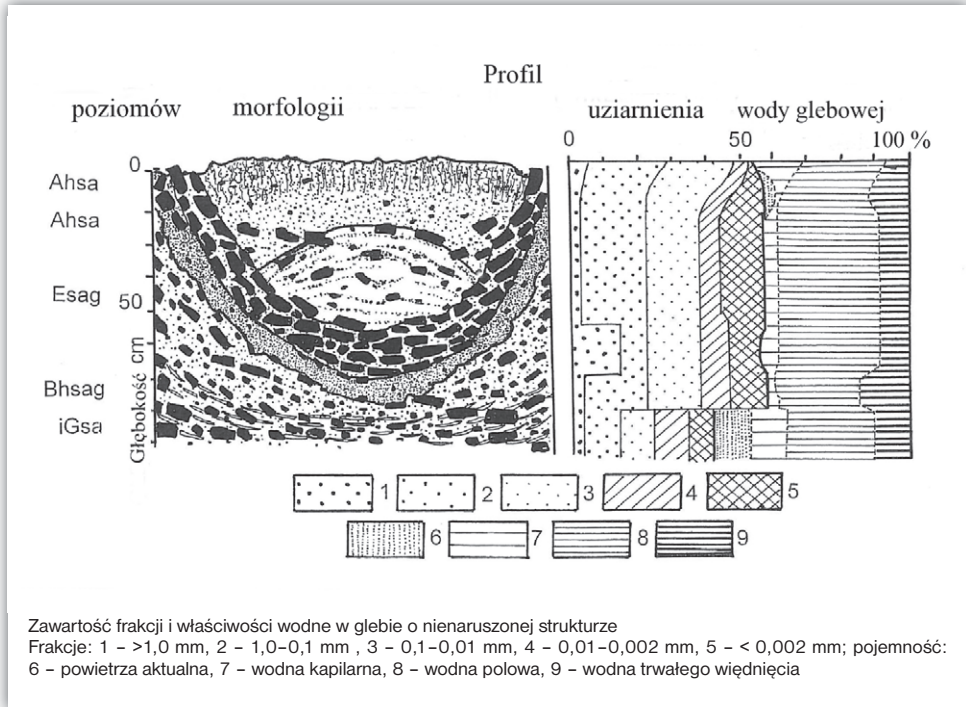 Profil
poziomów morfologii uziarnienia wody glebowej
0 50 100 %
0
Ahsa
Ahsa
Esag
50
Bhsag
iGsa
Głębokość cm
1 2 3 4 5
6 7 8 9
Zawartość frakcji i właściwości wodne w glebie o nienaruszonej strukturze
Frakcje: 1 – >1,0 mm, 2 – 1,0–0,1 mm , 3 – 0,1–0,01 mm, 4 – 0,01–0,002 mm, 5 – < 0,002 mm; pojemność:
6 – powietrza aktualna, 7 – wodna kapilarna, 8 – wodna polowa, 9 – wodna trwałego więdnięcia